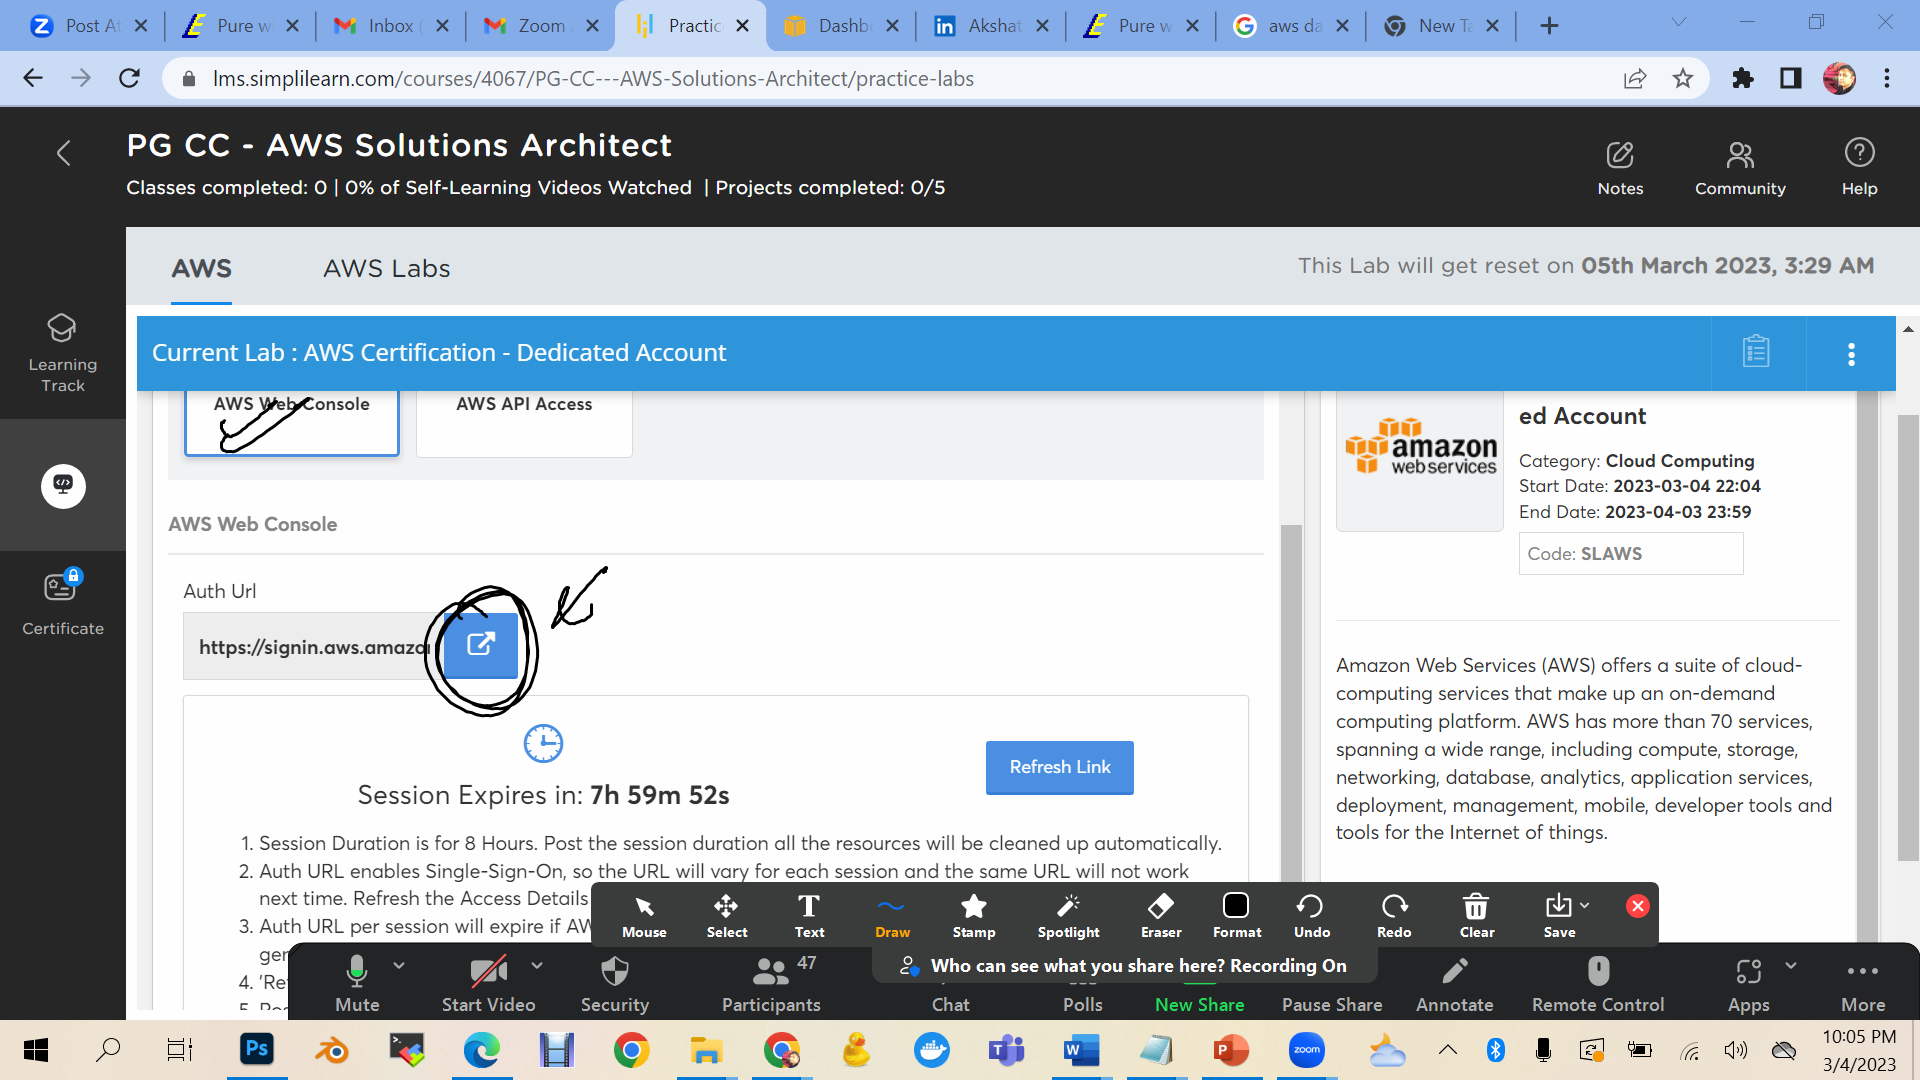 Post At
Pure w
Inbox (
Zoom
Practic
Dashb
Akshat
Pure w
aws da
New Ta
lms.simplilearn.com/courses/4067/PG-CC---AWS-Solutions-Architect/practice-labs
PG CC - AWS Solutions Architect
Classes completed: 0 | 0% of Self-Learning Videos Watched | Projects completed: 0/5
Notes
Community
Help
AWS
AWS Labs
This Lab will get reset on 05th March 2023, 3:29 AM
Learning
Track
Certificate
Current Lab : AWS Certification - Dedicated Account
AWS Web Console
AWS API Access
AWS Web Console
Auth Url
https://signin.aws.amazon
Session Expires in: 7h 59m 52s
Refresh Link
1. Session Duration is for 8 Hours. Post the session duration all the resources will be cleaned up automatically.
2. Auth URL enables Single-Sign-On, so the URL will vary for each session and the same URL will not work
next time. Refresh the Access Details
3. Auth URL per session will expire if AW
ger
4. 'Re
amazon
webservices
ed Account
Category: Cloud Computing
Start Date: 2023-03-04 22:04
End Date: 2023-04-03 23:59
Code: SLAWS
Amazon Web Services (AWS) offers a suite of cloud-
computing services that make up an on-demand
computing platform. AWS has more than 70 services,
spanning a wide range, including compute, storage,
networking, database, analytics, application services,
deployment, management, mobile, developer tools and
tools for the Internet of things.
Mouse
Select
Text
Draw
Stamp
Spotlight
Eraser
Format
Undo
Redo
Clear
Save
Who can see what you share here? Recording On
Mute
Start Video
Security
Participants
47
Chat
Polls
New Share
Pause Share
Annotate
Remote Control
Apps
More
Ps
W
P
zoom
10:05 PM
3/4/2023